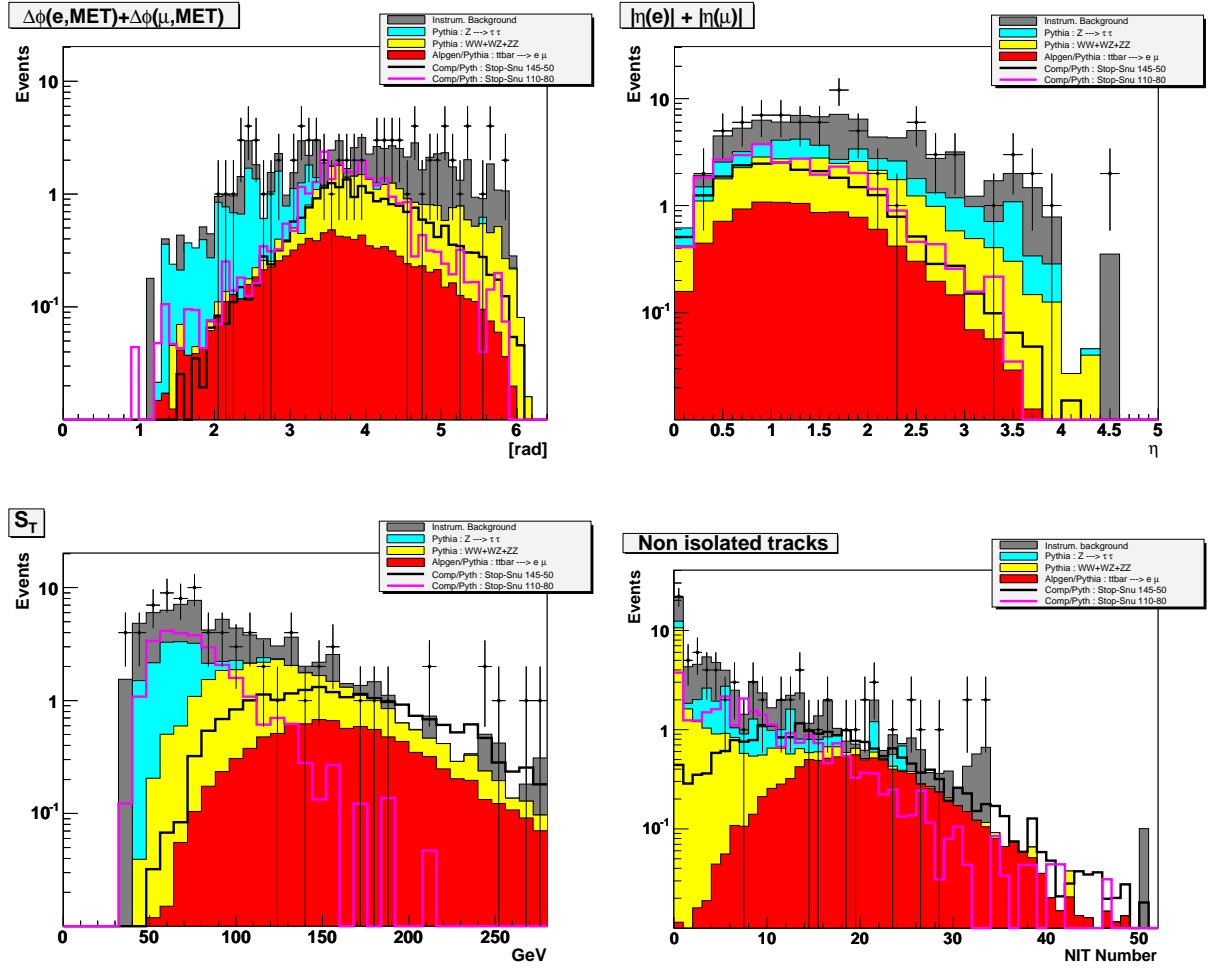 Δϕ(e,MET)+Δϕ(μ,MET)
Events
Instrum. Background
Pythia : Z ---> τ τ
Pythia : WW+WZ+ZZ
Alpgen/Pythia : ttbar ---> e μ
Comp/Pyth : Stop-Snu 145-50
Comp/Pyth : Stop-Snu 110-80
10
1
10⁻¹
0 1 2 3 4 5 6
[rad]
|η(e)| + |η(μ)|
Events
Instrum. Background
Pythia : Z ---> τ τ
Pythia : WW+WZ+ZZ
Alpgen/Pythia : ttbar ---> e μ
Comp/Pyth : Stop-Snu 145-50
Comp/Pyth : Stop-Snu 110-80
10
1
10⁻¹
0 0.5 1 1.5 2 2.5 3 3.5 4 4.5 5
η
S_T
Events
Instrum. Background
Pythia : Z ---> τ τ
Pythia : WW+WZ+ZZ
Alpgen/Pythia : ttbar ---> e μ
Comp/Pyth : Stop-Snu 145-50
Comp/Pyth : Stop-Snu 110-80
10
1
10⁻¹
0 50 100 150 200 250
GeV
Non isolated tracks
Events
Instrum. background
Pythia : Z ---> τ τ
Pythia : WW+WZ+ZZ
Alpgen/Pythia : ttbar ---> e μ
Comp/Pyth : Stop-Snu 145-50
Comp/Pyth : Stop-Snu 110-80
10
1
10⁻¹
0 10 20 30 40 50
NIT Number